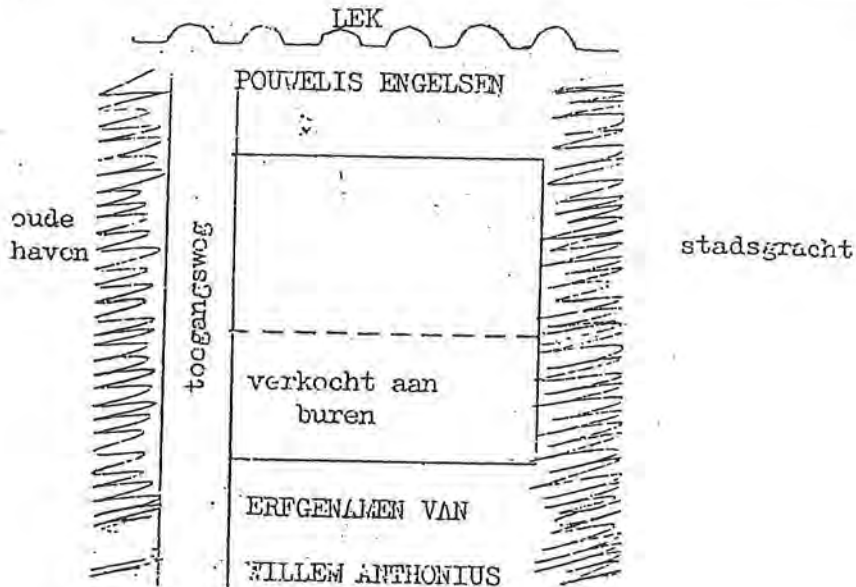 LEK
POUWELIS ENGELSEN
oude
haven
toegangsweg
stadsgracht
verkocht aan
buren
ERFGENAMEN VAN
WILLEM ANTHONIUS